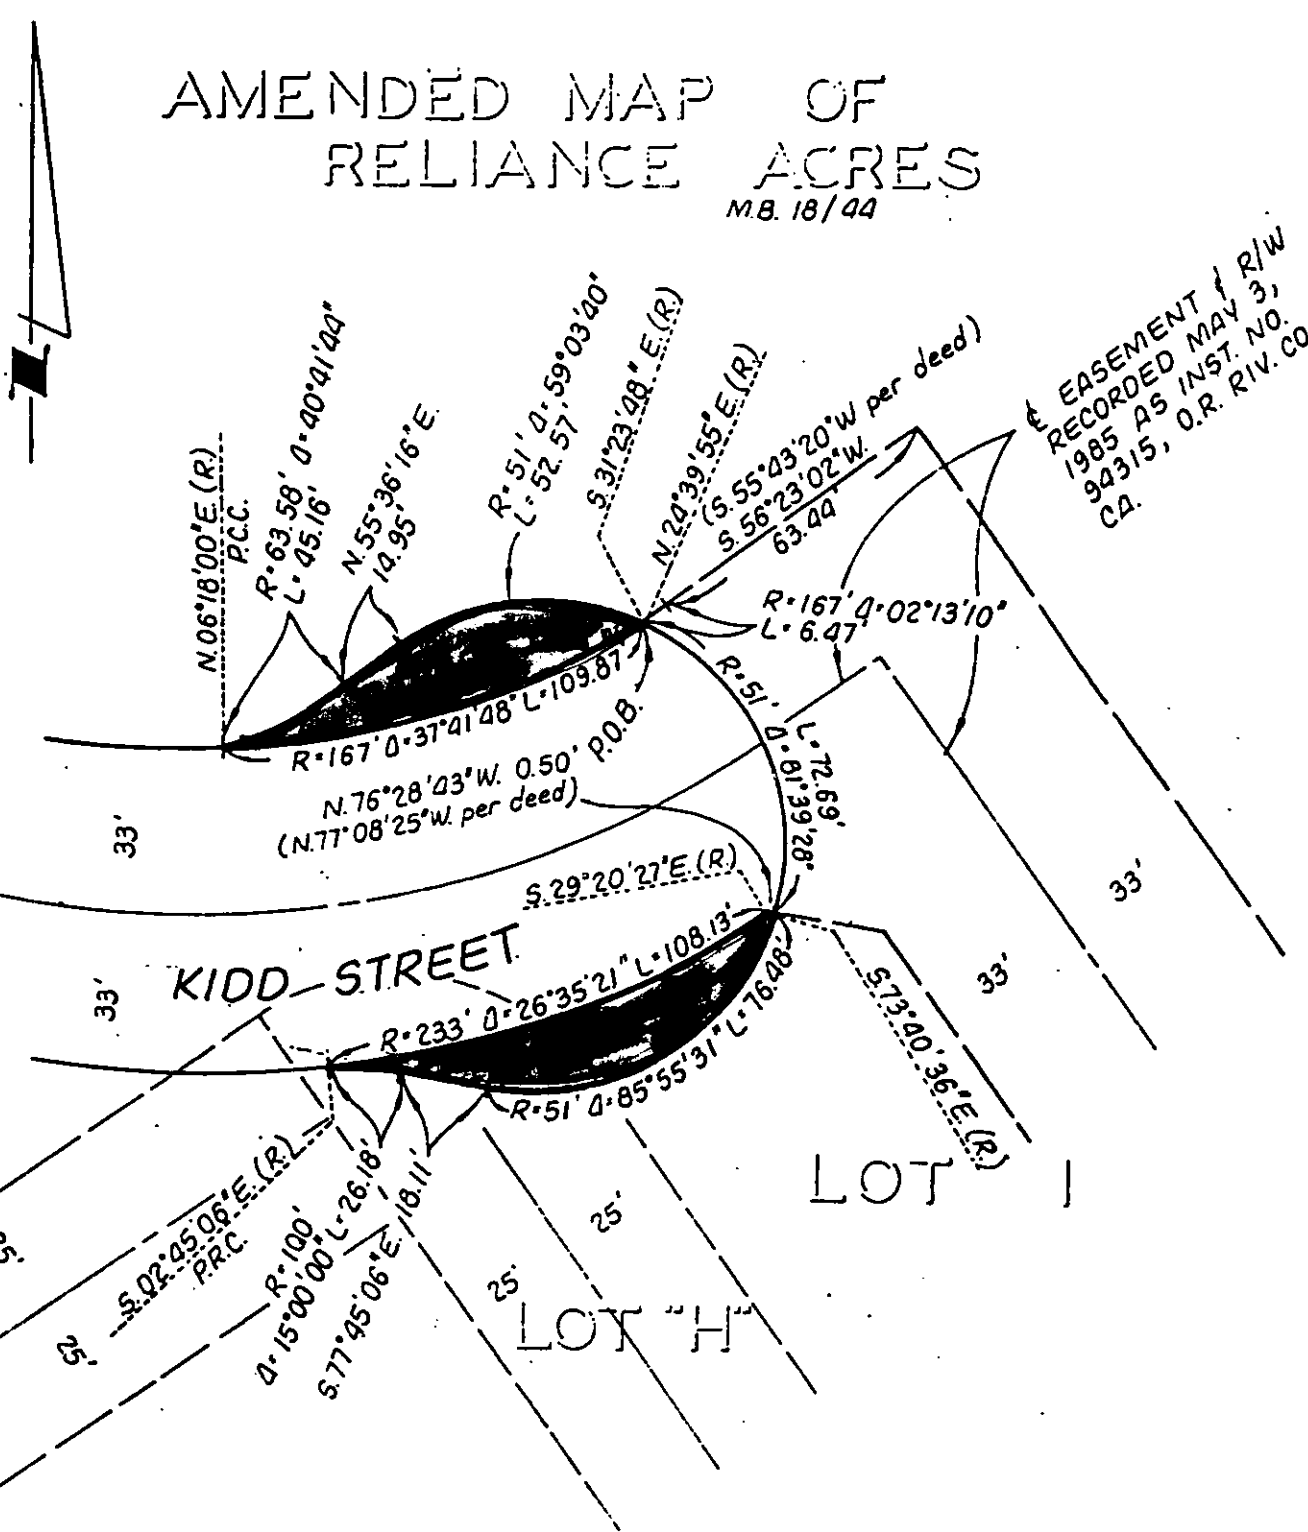 AMENDED MAP OF
RELIANCE ACRES
M.B. 18/44
℄ EASEMENT & R/W
RECORDED MAY 3,
1985 AS INST. NO.
94315, O.R. RIV. CO
CA.
N.06°18'00"E.(R.)
P.C.C.
R=63.58' Δ=40°41'44"
L=45.16'
N.55°36'16"E.
14.95'
R=51' Δ=59°03'40"
L=52.57'
S.31°23'48"E.(R.)
N.24°39'55"E.(R.)
(S.55°43'20"W per deed)
S.56°23'02"W.
63.44'
R=167' Δ=02°13'10"
L=6.47'
R=167' Δ=37°41'48" L=109.87'
P.O.B.
R=51' L=72.69'
Δ=81°39'28"
N.76°28'43"W. 0.50'
(N.77°08'25"W. per deed)
33'
S.29°20'27"E.(R.)
33'
KIDD STREET
33'
33'
R=233' Δ=26°35'21" L=108.13'
R=51' Δ=85°55'31" L=76.48'
S.73°40'36"E.(R.)
LOT 1
S.02°45'06"E.(R.)
P.R.C.
R=100'
Δ=15°00'00" L=26.18'
S.77°45'06"E. 18.11'
25'
25'
25'
LOT "H"